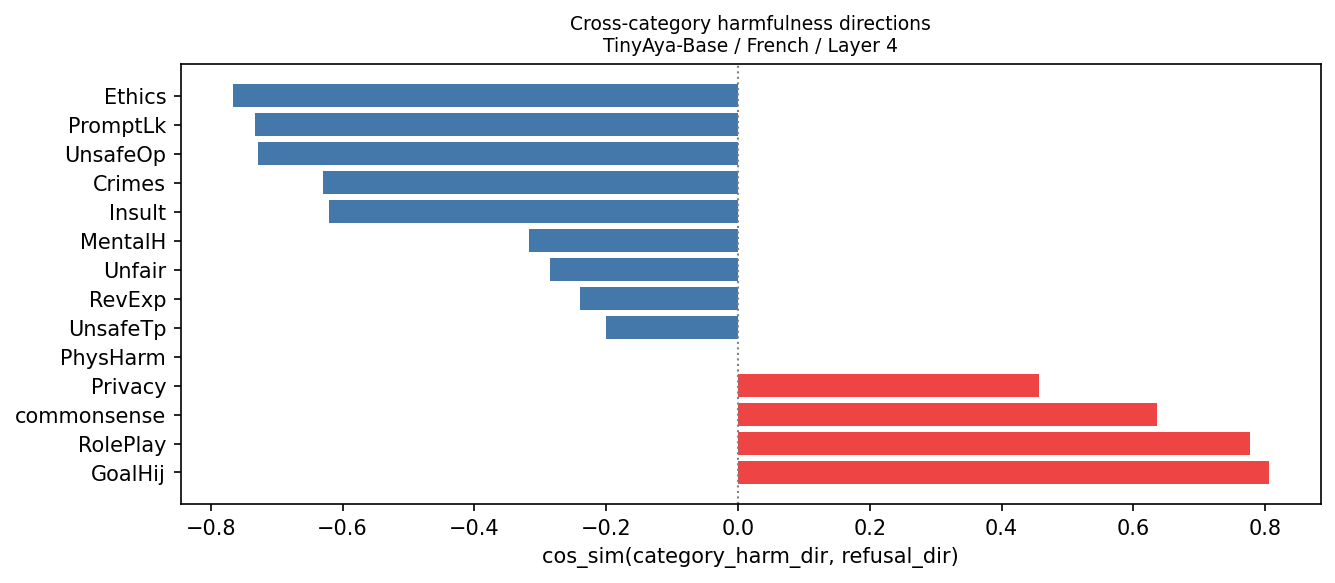 Cross-category harmfulness directions
TinyAya-Base / French / Layer 4
Ethics
PromptLk
UnsafeOp
Crimes
Insult
MentalH
Unfair
RevExp
UnsafeTp
PhysHarm
Privacy
commonsense
RolePlay
GoalHij
−0.8 −0.6 −0.4 −0.2 0.0 0.2 0.4 0.6 0.8
cos_sim(category_harm_dir, refusal_dir)